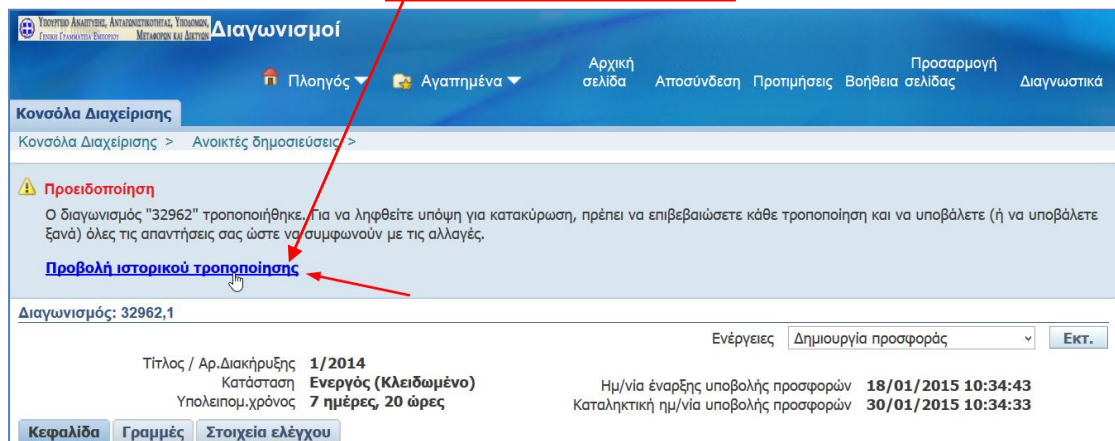 ΥΠΟΥΡΓΕΙΟ ΑΝΑΠΤΥΞΗΣ, ΑΝΤΑΓΩΝΙΣΤΙΚΟΤΗΤΑΣ, ΥΠΟΔΟΜΩΝ,
ΓΕΝΙΚΗ ΓΡΑΜΜΑΤΕΙΑ ΕΜΠΟΡΙΟΥ ΜΕΤΑΦΟΡΩΝ ΚΑΙ ΔΙΚΤΥΩΝ
Διαγωνισμοί
Πλοηγός Αγαπημένα Αρχική σελίδα Αποσύνδεση Προτιμήσεις Βοήθεια Προσαρμογή σελίδας Διαγνωστικά
Κονσόλα Διαχείρισης
Κονσόλα Διαχείρισης > Ανοικτές δημοσιεύσεις >
Προειδοποίηση
Ο διαγωνισμός "32962" τροποποιήθηκε. Για να ληφθείτε υπόψη για κατακύρωση, πρέπει να επιβεβαιώσετε κάθε τροποποίηση και να υποβάλετε (ή να υποβάλετε
ξανά) όλες τις απαντήσεις σας ώστε να συμφωνούν με τις αλλαγές.
Προβολή ιστορικού τροποποίησης
Διαγωνισμός: 32962,1
Ενέργειες Δημιουργία προσφοράς Εκτ.
Τίτλος / Αρ.Διακήρυξης 1/2014
Κατάσταση Ενεργός (Κλειδωμένο)
Υπολειπομ.χρόνος 7 ημέρες, 20 ώρες
Ημ/νία έναρξης υποβολής προσφορών 18/01/2015 10:34:43
Καταληκτική ημ/νία υποβολής προσφορών 30/01/2015 10:34:33
Κεφαλίδα Γραμμές Στοιχεία ελέγχου